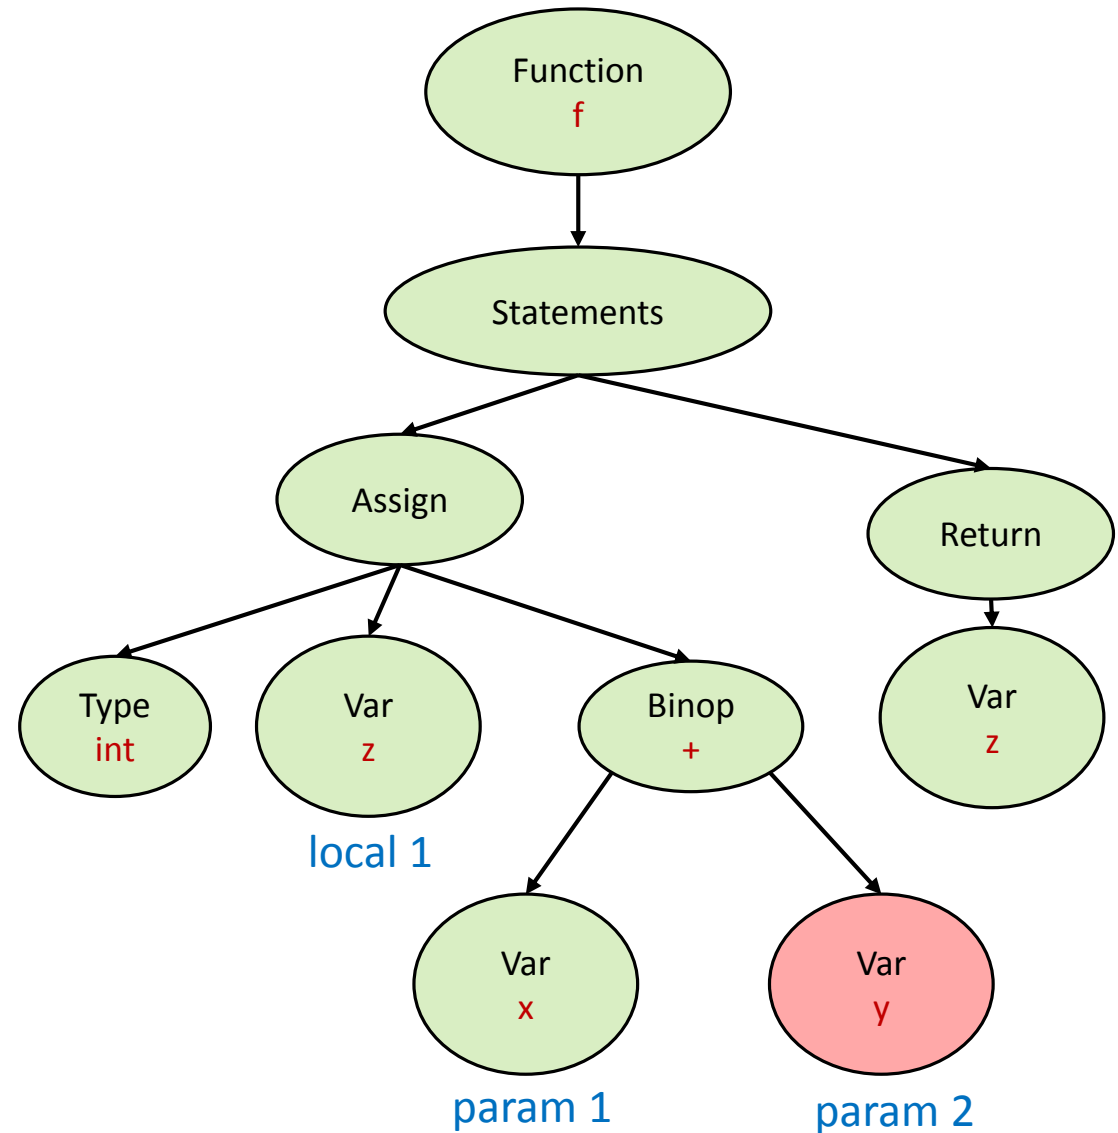 Function
f
Statements
Assign
Return
Type
int
Var
z
Binop
+
Var
z
local 1
Var
x
Var
y
param 1
param 2